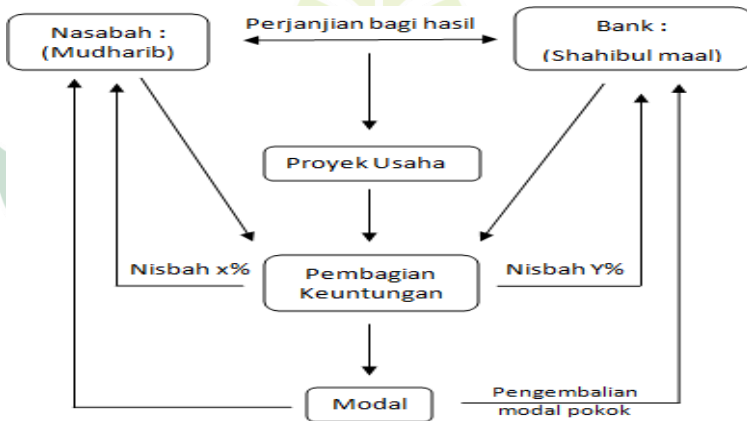 Nasabah :
(Mudharib)
Perjanjian bagi hasil
Bank :
(Shahibul maal)
Proyek Usaha
Nisbah x%
Pembagian
Keuntungan
Nisbah Y%
Modal
Pengembalian
modal pokok